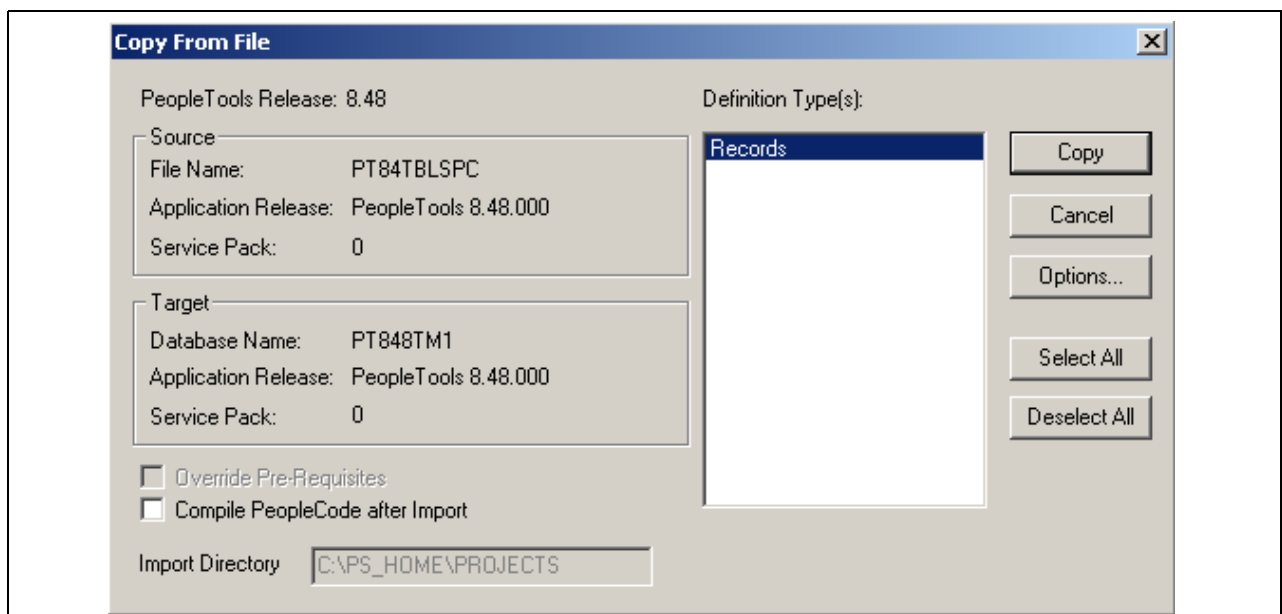 Copy From File
PeopleTools Release: 8.48
Source
File Name: PT84TBLSPC
Application Release: PeopleTools 8.48.000
Service Pack: 0
Target
Database Name: PT848TM1
Application Release: PeopleTools 8.48.000
Service Pack: 0
Override Pre-Requisites
Compile PeopleCode after Import
Import Directory C:\PS_HOME\PROJECTS
Definition Type(s):
Records
Copy
Cancel
Options...
Select All
Deselect All